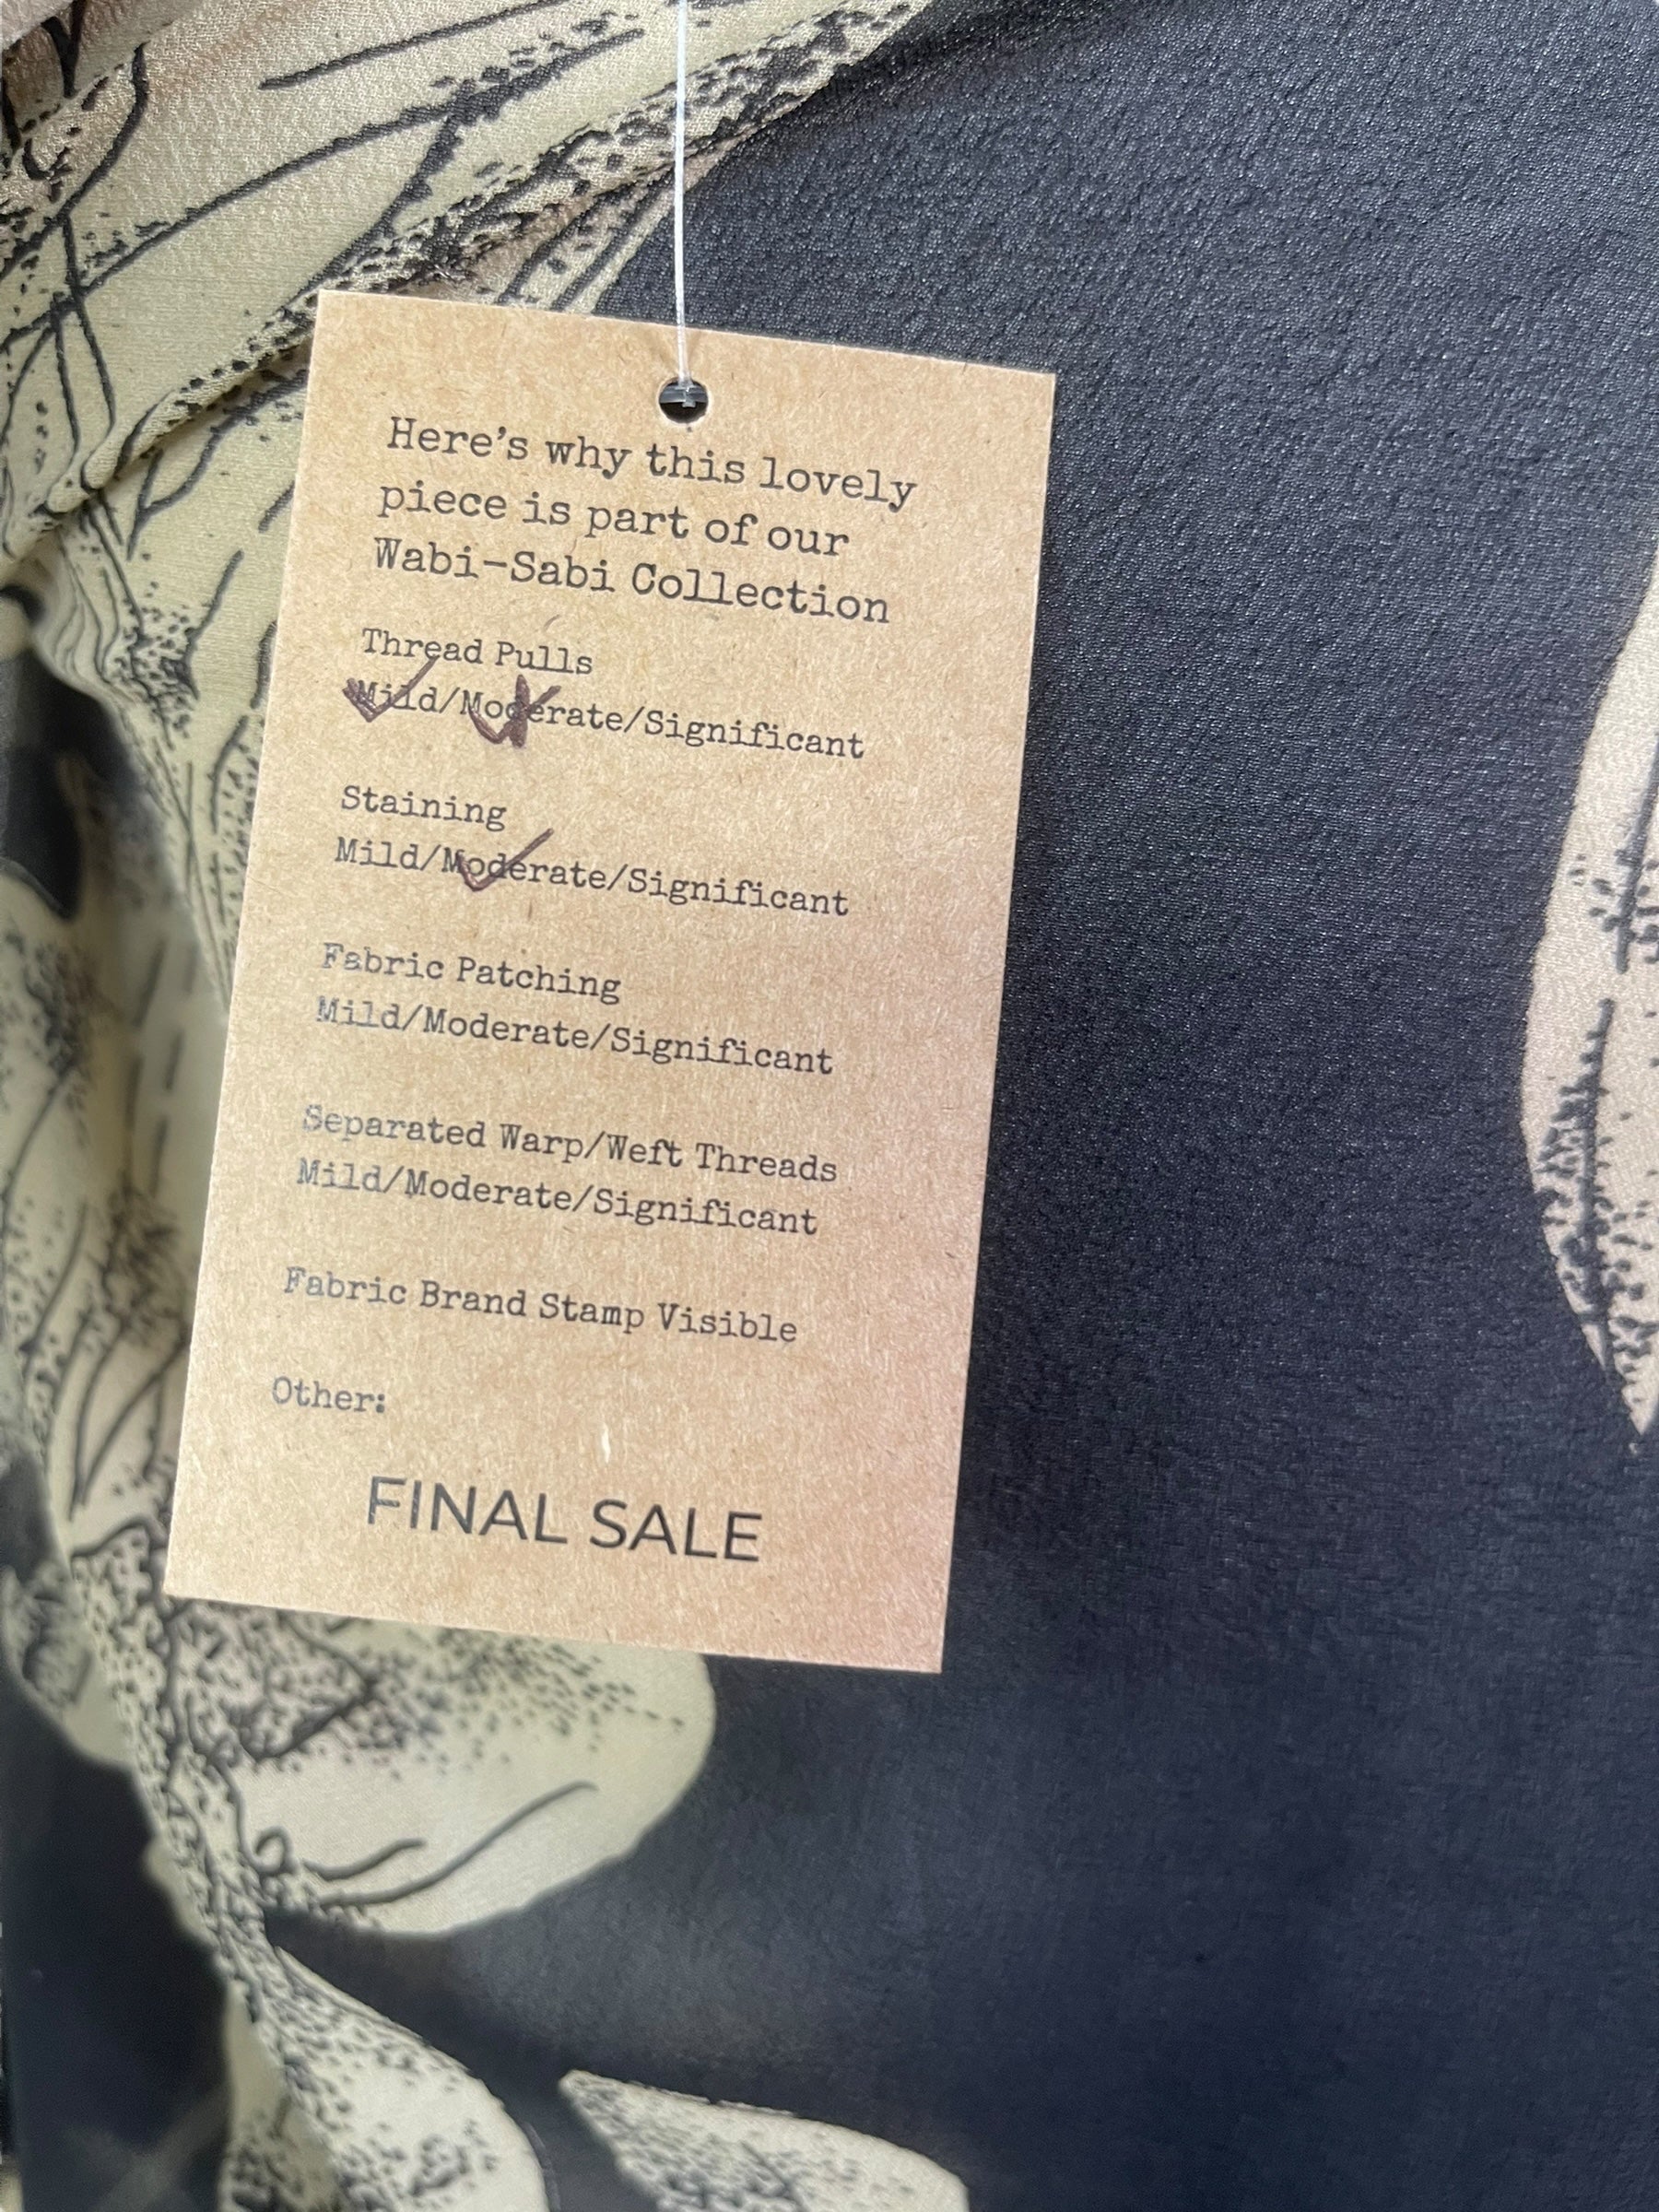 Here's why this lovely
piece is part of our
Wabi-Sabi Collection
Thread Pulls
Mild/Moderate/Significant
Staining
Mild/Moderate/Significant
Fabric Patching
Mild/Moderate/Significant
Separated Warp/Weft Threads
Mild/Moderate/Significant
Fabric Brand Stamp Visible
Other:
FINAL SALE